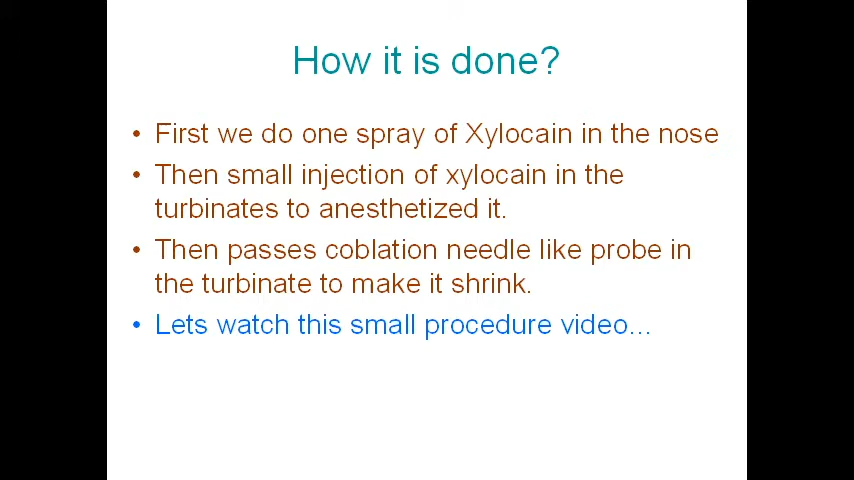 How it is done?
• First we do one spray of Xylocain in the nose
• Then small injection of xylocain in the
turbinates to anesthetized it.
• Then passes coblation needle like probe in
the turbinate to make it shrink.
• Lets watch this small procedure video...